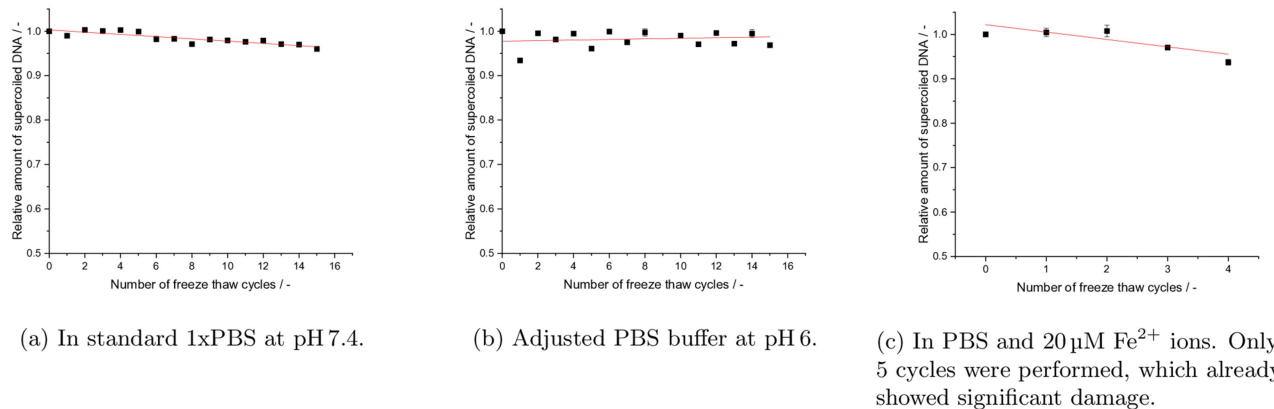 Relative amount of supercoiled DNA / -
1.0
0.9
0.8
0.7
0.6
0.5
0 2 4 6 8 10 12 14 16
Number of freeze thaw cycles / -
(a) In standard 1xPBS at pH 7.4.
Relative amount of supercoiled DNA / -
1.0
0.9
0.8
0.7
0.6
0.5
0 2 4 6 8 10 12 14 16
Number of freeze thaw cycles / -
(b) Adjusted PBS buffer at pH 6.
Relative amount of supercoiled DNA / -
1.0
0.9
0.8
0.7
0.6
0.5
0 1 2 3 4
Number of freeze thaw cycles / -
(c) In PBS and 20 µM Fe²⁺ ions. Only
5 cycles were performed, which already
showed significant damage.